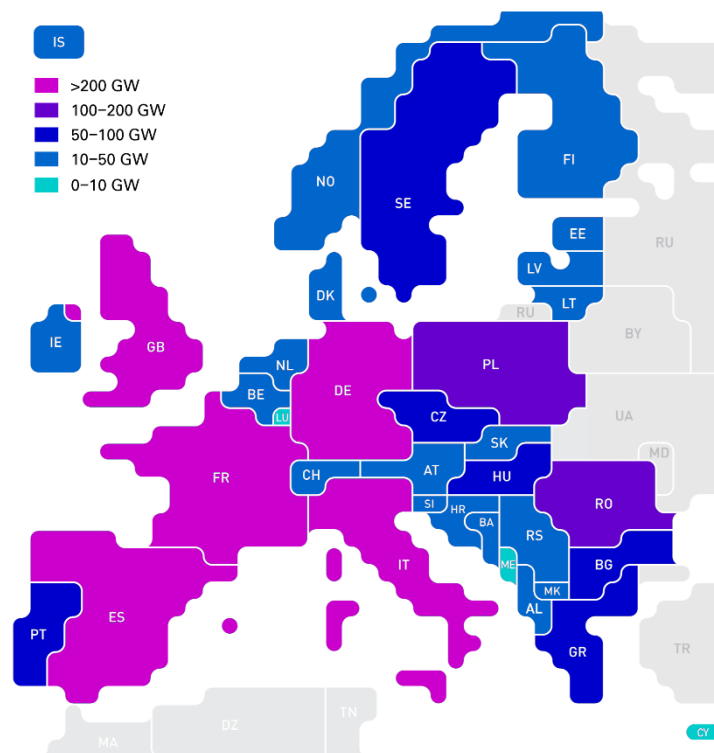 IS
>200 GW
100–200 GW
50–100 GW
10–50 GW
0–10 GW
NO
SE
FI
EE
RU
LV
DK
LT
RU
BY
IE
GB
NL
PL
BE
DE
LU
CZ
UA
SK
MD
FR
CH
AT
HU
SI
HR
RO
BA
RS
IT
ME
BG
MK
ES
AL
PT
GR
TR
TN
DZ
CY
MA